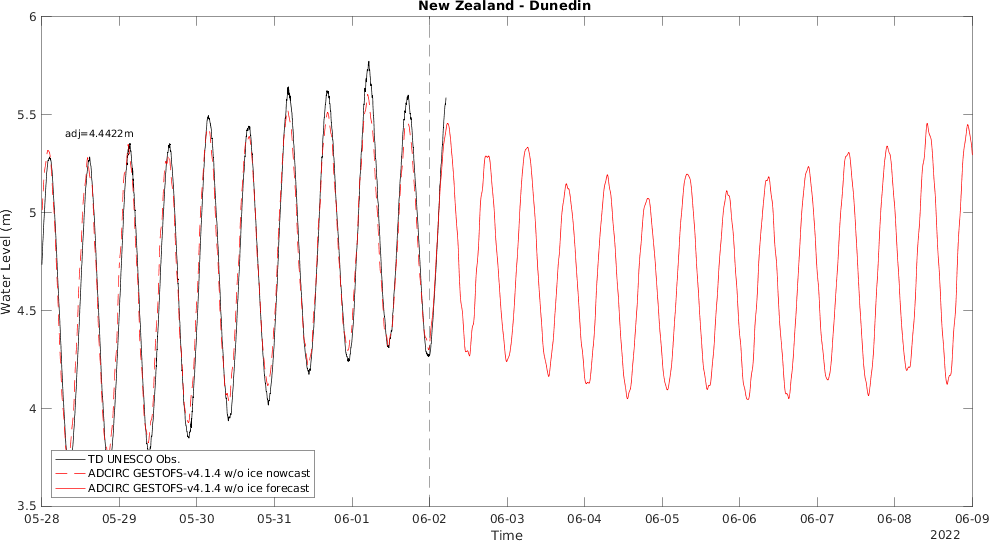 New Zealand - Dunedin
6
5.5
5
4.5
4
3.5
Water Level (m)
adj=4.4422m
TD UNESCO Obs.
ADCIRC GESTOFS-v4.1.4 w/o ice nowcast
ADCIRC GESTOFS-v4.1.4 w/o ice forecast
05-28 05-29 05-30 05-31 06-01 06-02 06-03 06-04 06-05 06-06 06-07 06-08 06-09
Time
2022